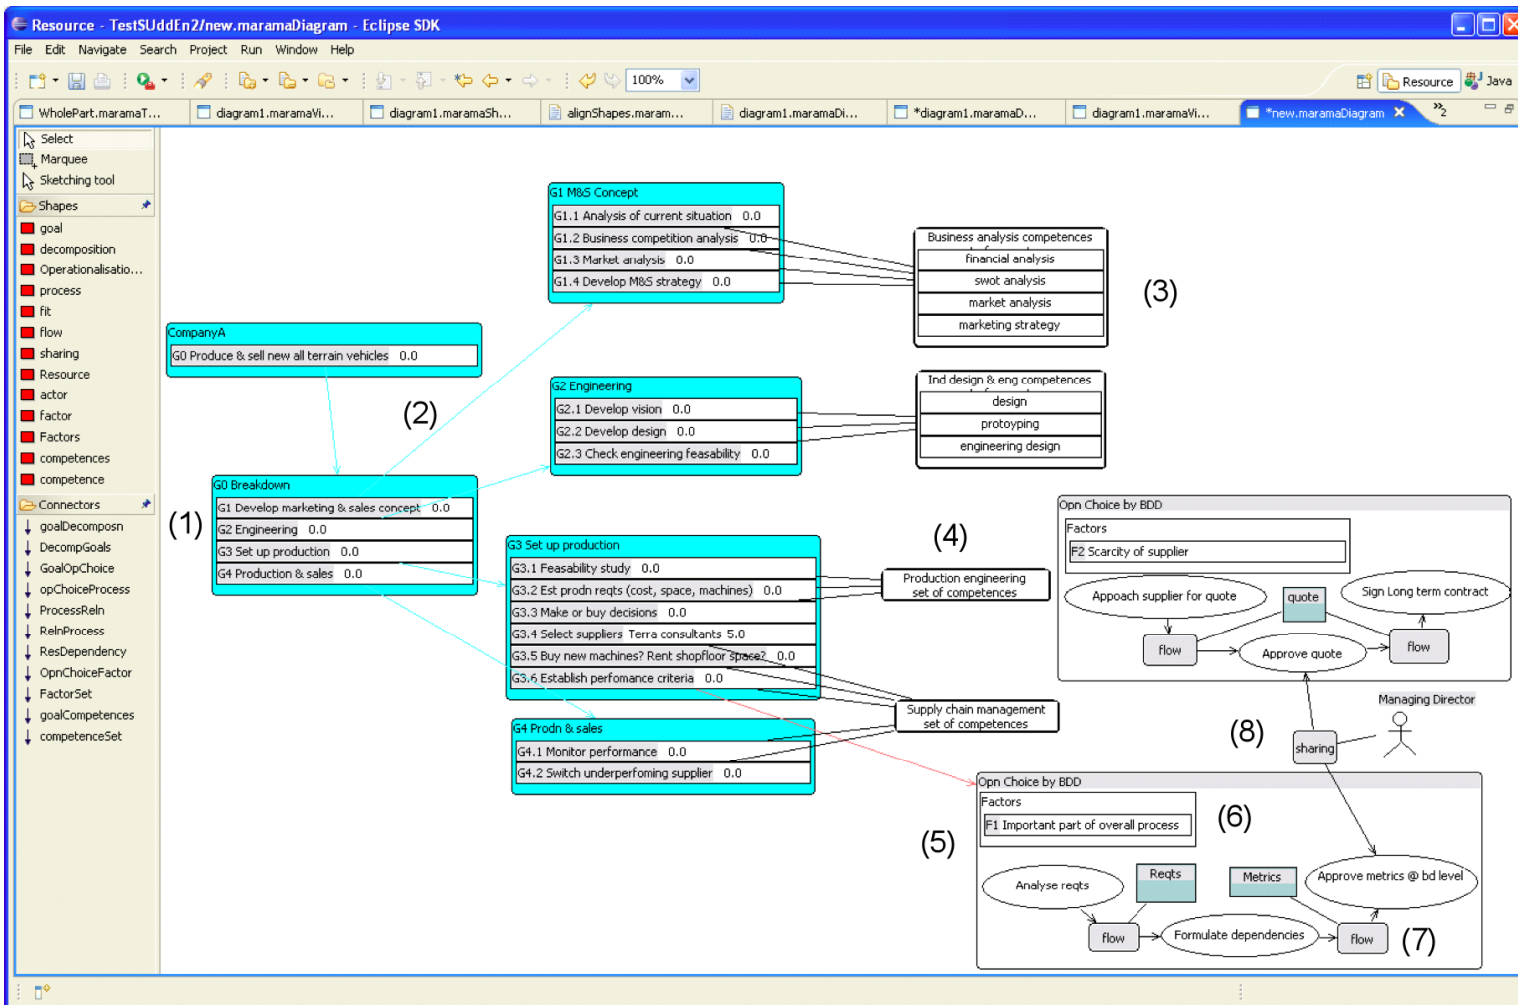 Resource - TestSUddEn2/new.maramaDiagram - Eclipse SDK
File Edit Navigate Search Project Run Window Help
100%
Resource
Java
WholePart.maramaT...
diagram1.maramaVi...
diagram1.maramaSh...
alignShapes.maram...
diagram1.maramaDi...
*diagram1.maramaD...
diagram1.maramaVi...
*new.maramaDiagram
»2
Select
Marquee
Sketching tool
Shapes
goal
decomposition
Operationalisatio...
process
fit
flow
sharing
Resource
actor
factor
Factors
competences
competence
Connectors
goalDecomposn
DecompGoals
GoalOpChoice
opChoiceProcess
ProcessReln
RelnProcess
ResDependency
OpnChoiceFactor
FactorSet
goalCompetences
competenceSet
CompanyA
G0 Produce & sell new all terrain vehicles 0.0
(1)
(2)
G0 Breakdown
G1 Develop marketing & sales concept 0.0
G2 Engineering 0.0
G3 Set up production 0.0
G4 Production & sales 0.0
G1 M&S Concept
G1.1 Analysis of current situation 0.0
G1.2 Business competition analysis 0.0
G1.3 Market analysis 0.0
G1.4 Develop M&S strategy 0.0
Business analysis competences
financial analysis
swot analysis
market analysis
marketing strategy
(3)
G2 Engineering
G2.1 Develop vision 0.0
G2.2 Develop design 0.0
G2.3 Check engineering feasability 0.0
Ind design & eng competences
design
protoyping
engineering design
G3 Set up production
G3.1 Feasability study 0.0
G3.2 Est prodn reqts (cost, space, machines) 0.0
G3.3 Make or buy decisions 0.0
G3.4 Select suppliers Terra consultants 5.0
G3.5 Buy new machines? Rent shopfloor space? 0.0
G3.6 Establish perfomance criteria 0.0
(4)
Production engineering
set of competences
G4 Prodn & sales
G4.1 Monitor performance 0.0
G4.2 Switch underperfoming supplier 0.0
Supply chain management
set of competences
Opn Choice by BDD
Factors
F2 Scarcity of supplier
Appoach supplier for quote
quote
Sign Long term contract
flow
Approve quote
flow
Managing Director
(8)
sharing
Opn Choice by BDD
Factors
F1 Important part of overall process
(5)
(6)
Analyse reqts
Reqts
Metrics
Approve metrics @ bd level
flow
Formulate dependencies
flow
(7)